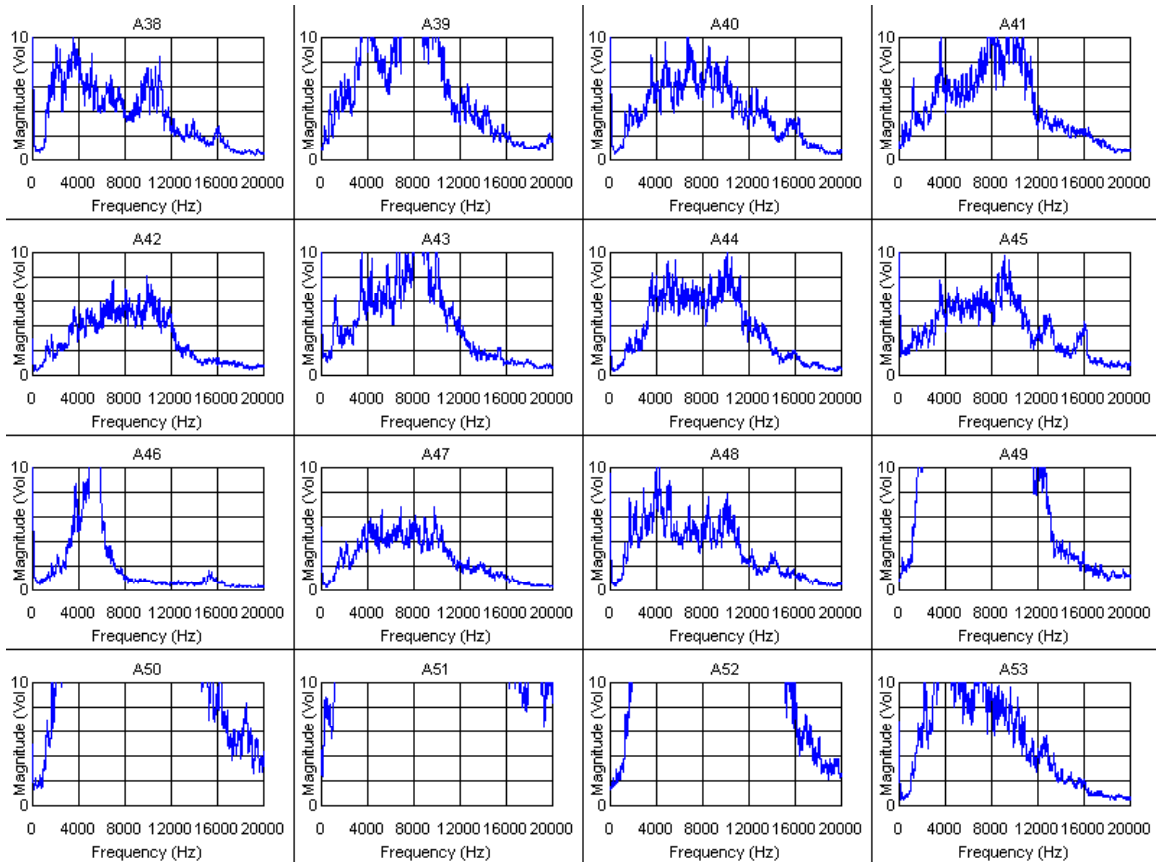 A38 A39 A40 A41
Magnitude (Vol Magnitude (Vol Magnitude (Vol Magnitude (Vol
10 10 10 10
0 0 0 0
0 4000 8000 12000 16000 20000 0 4000 8000 12000 16000 20000 0 4000 8000 12000 16000 20000 0 4000 8000 12000 16000 20000
Frequency (Hz) Frequency (Hz) Frequency (Hz) Frequency (Hz)
A42 A43 A44 A45
Magnitude (Vol Magnitude (Vol Magnitude (Vol Magnitude (Vol
10 10 10 10
0 0 0 0
0 4000 8000 12000 16000 20000 0 4000 8000 12000 16000 20000 0 4000 8000 12000 16000 20000 0 4000 8000 12000 16000 20000
Frequency (Hz) Frequency (Hz) Frequency (Hz) Frequency (Hz)
A46 A47 A48 A49
Magnitude (Vol Magnitude (Vol Magnitude (Vol Magnitude (Vol
10 10 10 10
0 0 0 0
0 4000 8000 12000 16000 20000 0 4000 8000 12000 16000 20000 0 4000 8000 12000 16000 20000 0 4000 8000 12000 16000 20000
Frequency (Hz) Frequency (Hz) Frequency (Hz) Frequency (Hz)
A50 A51 A52 A53
Magnitude (Vol Magnitude (Vol Magnitude (Vol Magnitude (Vol
10 10 10 10
0 0 0 0
0 4000 8000 12000 16000 20000 0 4000 8000 12000 16000 20000 0 4000 8000 12000 16000 20000 0 4000 8000 12000 16000 20000
Frequency (Hz) Frequency (Hz) Frequency (Hz) Frequency (Hz)